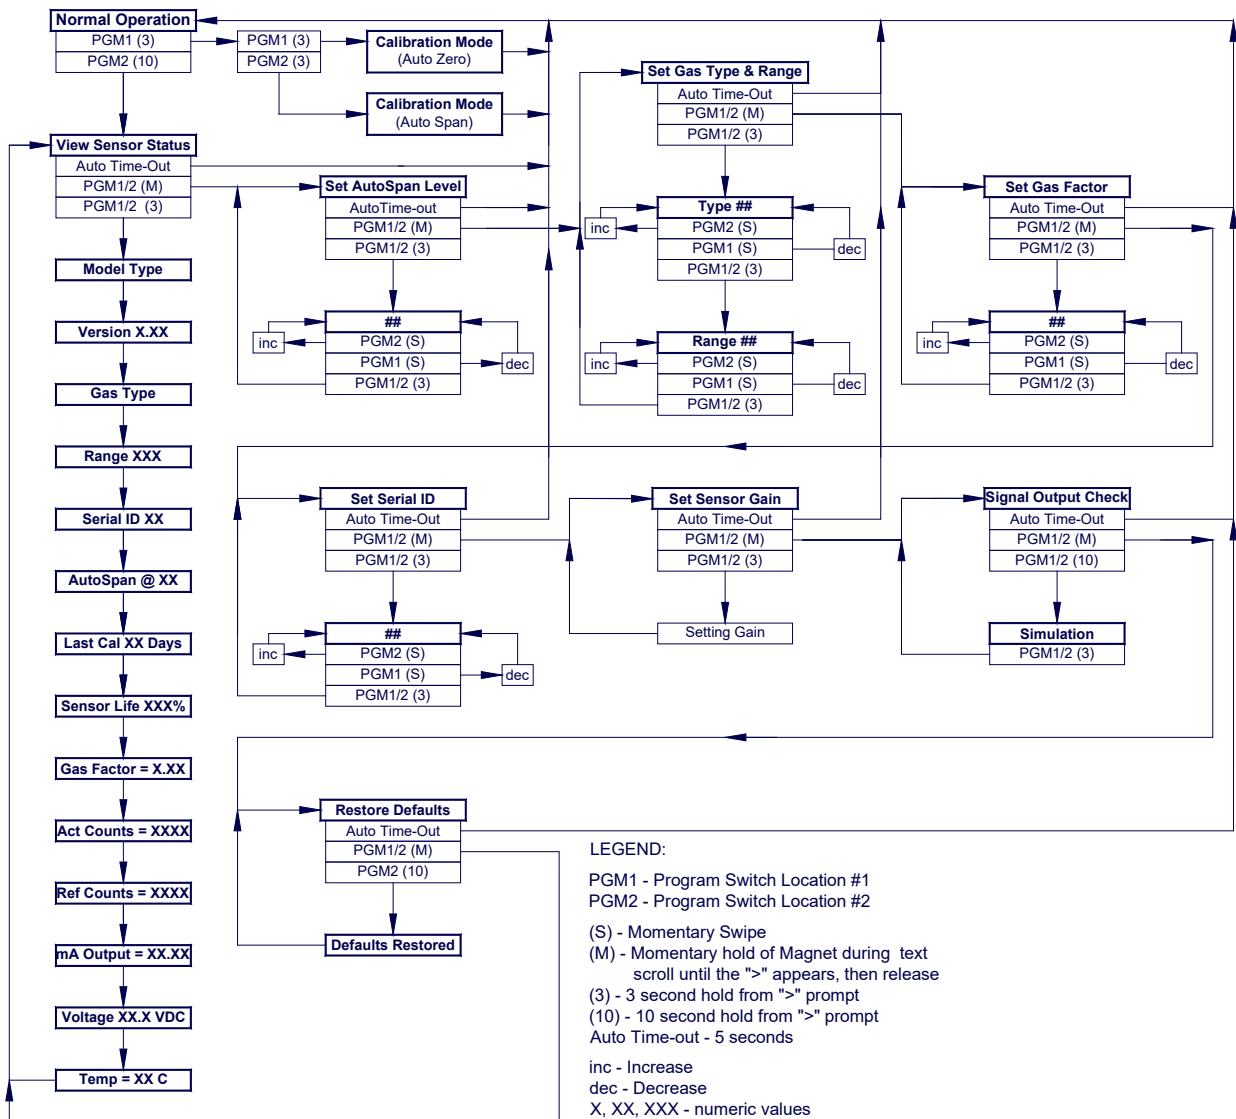 Normal Operation
PGM1 (3)
PGM2 (10)
PGM1 (3)
PGM2 (3)
Calibration Mode
(Auto Zero)
Calibration Mode
(Auto Span)
View Sensor Status
Auto Time-Out
PGM1/2 (M)
PGM1/2 (3)
Model Type
Version X.XX
Gas Type
Range XXX
Serial ID XX
AutoSpan @ XX
Last Cal XX Days
Sensor Life XXX%
Gas Factor = X.XX
Act Counts = XXXX
Ref Counts = XXXX
mA Output = XX.XX
Voltage XX.X VDC
Temp = XX C
Set AutoSpan Level
AutoTime-out
PGM1/2 (M)
PGM1/2 (3)
##
PGM2 (S)
PGM1 (S)
PGM1/2 (3)
inc
dec
Set Gas Type & Range
Auto Time-Out
PGM1/2 (M)
PGM1/2 (3)
Type ##
PGM2 (S)
PGM1 (S)
PGM1/2 (3)
inc
dec
Range ##
PGM2 (S)
PGM1 (S)
PGM1/2 (3)
inc
dec
Set Gas Factor
Auto Time-Out
PGM1/2 (M)
PGM1/2 (3)
##
PGM2 (S)
PGM1 (S)
PGM1/2 (3)
inc
dec
Set Serial ID
Auto Time-Out
PGM1/2 (M)
PGM1/2 (3)
##
PGM2 (S)
PGM1 (S)
PGM1/2 (3)
inc
dec
Set Sensor Gain
Auto Time-Out
PGM1/2 (M)
PGM1/2 (3)
Setting Gain
Signal Output Check
Auto Time-Out
PGM1/2 (M)
PGM1/2 (10)
Simulation
PGM1/2 (3)
Restore Defaults
Auto Time-Out
PGM1/2 (M)
PGM2 (10)
Defaults Restored
LEGEND:
PGM1 - Program Switch Location #1
PGM2 - Program Switch Location #2
(S) - Momentary Swipe
(M) - Momentary hold of Magnet during text
scroll until the ">" appears, then release
(3) - 3 second hold from ">" prompt
(10) - 10 second hold from ">" prompt
Auto Time-out - 5 seconds
inc - Increase
dec - Decrease
X, XX, XXX - numeric values